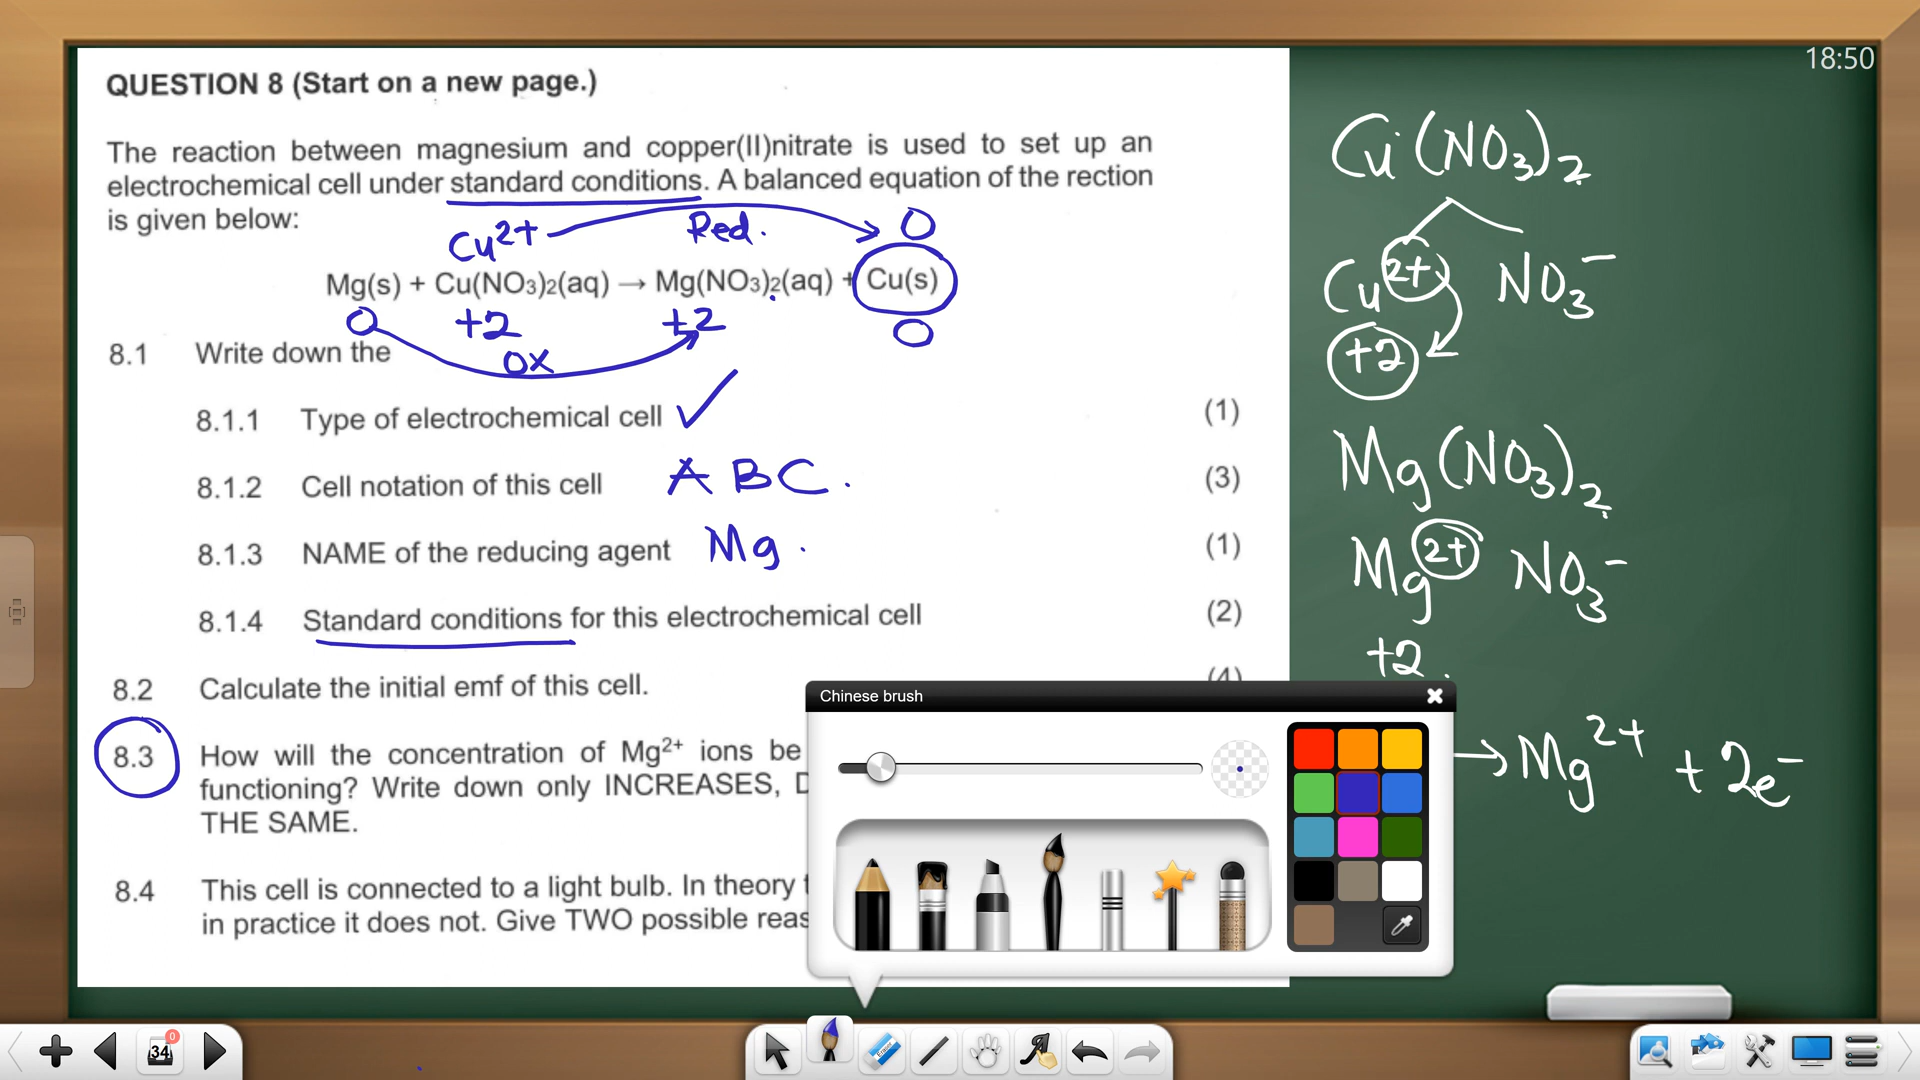 18:50
QUESTION 8 (Start on a new page.)
The reaction between magnesium and copper(II)nitrate is used to set up an
electrochemical cell under standard conditions. A balanced equation of the rection
is given below:
Cu²⁺ Red. 0
Mg(s) + Cu(NO₃)₂(aq) → Mg(NO₃)₂(aq) + Cu(s)
0 +2 +2 0
ox
8.1 Write down the
8.1.1 Type of electrochemical cell (1)
8.1.2 Cell notation of this cell A B C. (3)
8.1.3 NAME of the reducing agent Mg. (1)
8.1.4 Standard conditions for this electrochemical cell (2)
8.2 Calculate the initial emf of this cell. (4)
8.3 How will the concentration of Mg²⁺ ions be
functioning? Write down only INCREASES, D
THE SAME.
8.4 This cell is connected to a light bulb. In theory
in practice it does not. Give TWO possible reas
Cu(NO₃)₂
Cu²⁺ NO₃⁻
+2
Mg(NO₃)₂
Mg²⁺ NO₃⁻
+2.
→ Mg²⁺ + 2e⁻
Chinese brush
34
0
Eraser